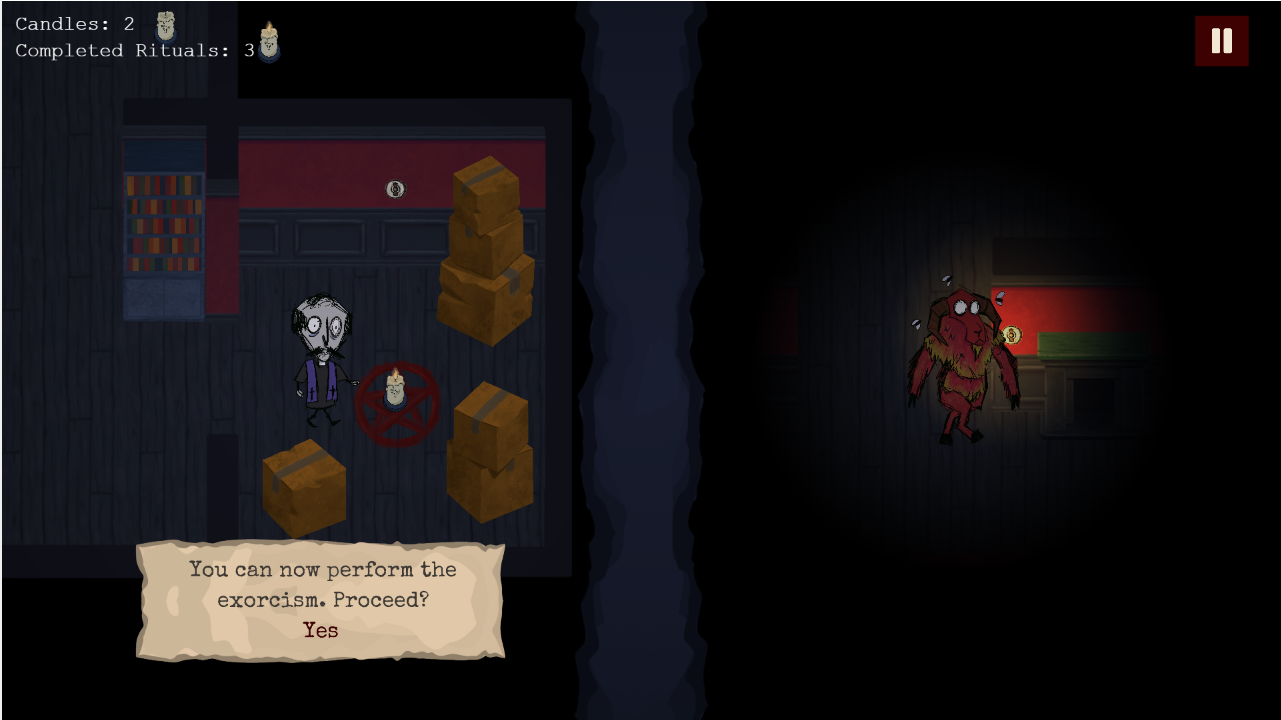 Candles: 2
Completed Rituals: 3
You can now perform the
exorcism. Proceed?
Yes